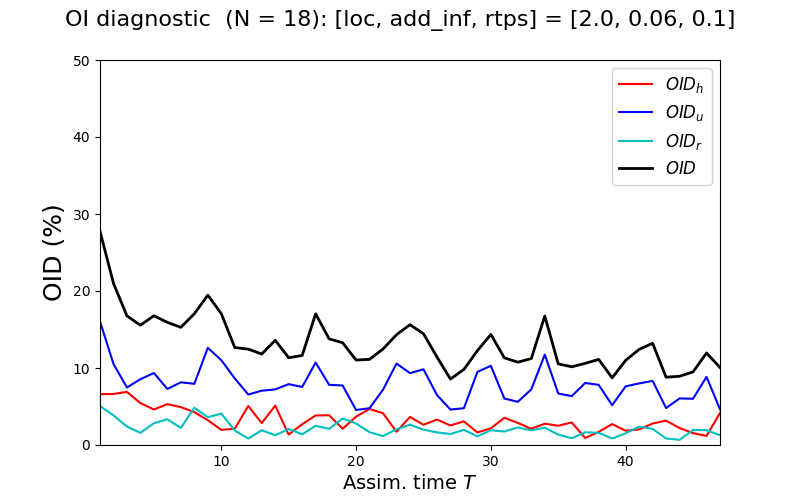 OI diagnostic  (N = 18): [loc, add_inf, rtps] = [2.0, 0.06, 0.1]
50
40
30
20
10
0
OID (%)
OID_h
OID_u
OID_r
OID
10
20
30
40
Assim. time T